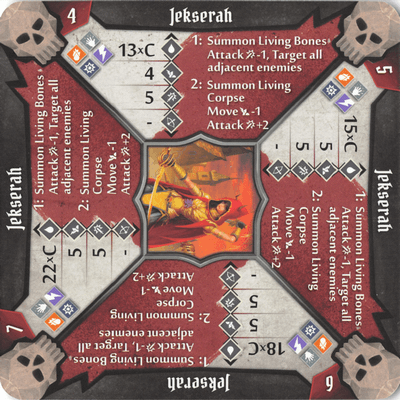 4
Jekserah
13×C
4
5
-
1: Summon Living Bones,
Attack -1, Target all
adjacent enemies
2: Summon Living
Corpse
Move -1
Attack +2
5
Jekserah
15×C
5
-
1: Summon Living Bones,
Attack -1, Target all
adjacent enemies
2: Summon Living
Corpse
Move -1
Attack +2
6
Jekserah
18×C
5
5
-
1: Summon Living Bones,
Attack -1, Target all
adjacent enemies
2: Summon Living
Corpse
Move -1
Attack +2
7
Jekserah
22×C
5
5
-
1: Summon Living Bones,
Attack -1, Target all
adjacent enemies
2: Summon Living
Corpse
Move -1
Attack +2